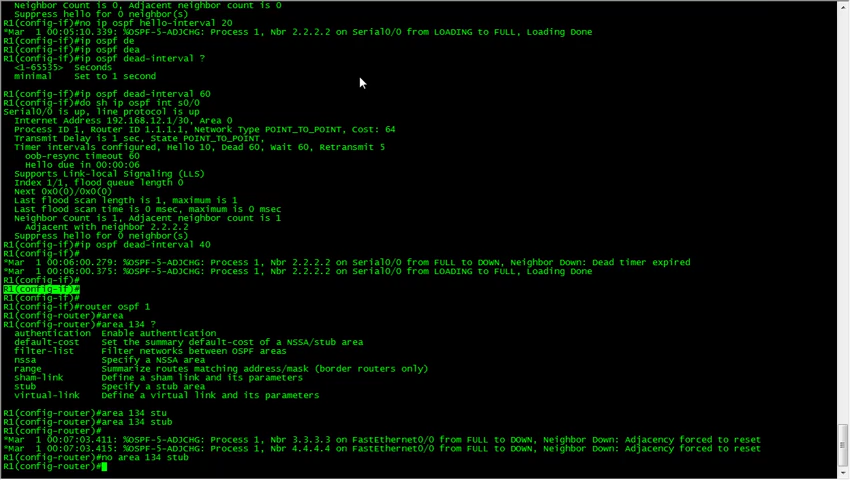 Neighbor Count is 0, Adjacent neighbor count is 0
Suppress hello for 0 neighbor(s)
R1(config-if)#no ip ospf hello-interval 20
*Mar  1 00:05:10.339: %OSPF-5-ADJCHG: Process 1, Nbr 2.2.2.2 on Serial0/0 from LOADING to FULL, Loading Done
R1(config-if)#ip ospf de
R1(config-if)#ip ospf dea
R1(config-if)#ip ospf dead-interval ?
<1-65535>  Seconds
minimal    Set to 1 second
R1(config-if)#ip ospf dead-interval 60
R1(config-if)#do sh ip ospf int s0/0
Serial0/0 is up, line protocol is up
Internet Address 192.168.12.1/30, Area 0
Process ID 1, Router ID 1.1.1.1, Network Type POINT_TO_POINT, Cost: 64
Transmit Delay is 1 sec, State POINT_TO_POINT,
Timer intervals configured, Hello 10, Dead 60, Wait 60, Retransmit 5
oob-resync timeout 60
Hello due in 00:00:06
Supports Link-local Signaling (LLS)
Index 1/1, flood queue length 0
Next 0x0(0)/0x0(0)
Last flood scan length is 1, maximum is 1
Last flood scan time is 0 msec, maximum is 0 msec
Neighbor Count is 1, Adjacent neighbor count is 1
Adjacent with neighbor 2.2.2.2
Suppress hello for 0 neighbor(s)
R1(config-if)#ip ospf dead-interval 40
R1(config-if)#
*Mar  1 00:06:00.279: %OSPF-5-ADJCHG: Process 1, Nbr 2.2.2.2 on Serial0/0 from FULL to DOWN, Neighbor Down: Dead timer expired
*Mar  1 00:06:00.375: %OSPF-5-ADJCHG: Process 1, Nbr 2.2.2.2 on Serial0/0 from LOADING to FULL, Loading Done
R1(config-if)#
R1(config-if)#
R1(config-if)#
R1(config-if)#router ospf 1
R1(config-router)#area
R1(config-router)#area 134 ?
authentication  Enable authentication
default-cost    Set the summary default-cost of a NSSA/stub area
filter-list     Filter networks between OSPF areas
nssa            Specify a NSSA area
range           Summarize routes matching address/mask (border routers only)
sham-link       Define a sham link and its parameters
stub            Specify a stub area
virtual-link    Define a virtual link and its parameters
R1(config-router)#area 134 stu
R1(config-router)#area 134 stub
R1(config-router)#
*Mar  1 00:07:03.411: %OSPF-5-ADJCHG: Process 1, Nbr 3.3.3.3 on FastEthernet0/0 from FULL to DOWN, Neighbor Down: Adjacency forced to reset
*Mar  1 00:07:03.415: %OSPF-5-ADJCHG: Process 1, Nbr 4.4.4.4 on FastEthernet0/0 from FULL to DOWN, Neighbor Down: Adjacency forced to reset
R1(config-router)#no area 134 stub
R1(config-router)#